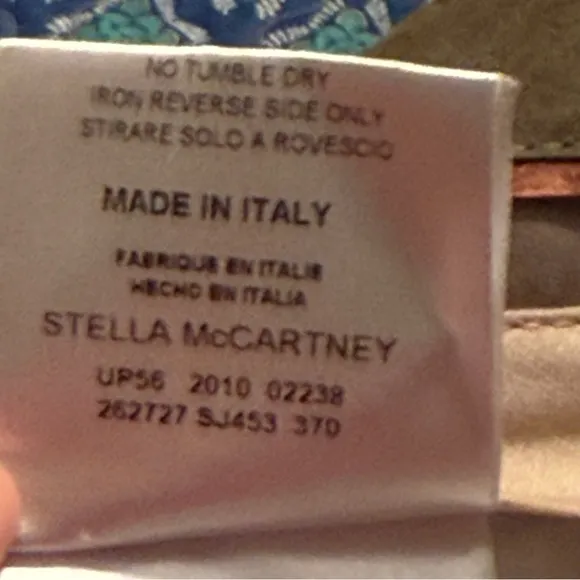 NO TUMBLE DRY
IRON REVERSE SIDE ONLY
STIRARE SOLO A ROVESCIO
MADE IN ITALY
FABRIQUE EN ITALIE
HECHO EN ITALIA
STELLA McCARTNEY
UP56 2010 02238
262727 SJ453 370